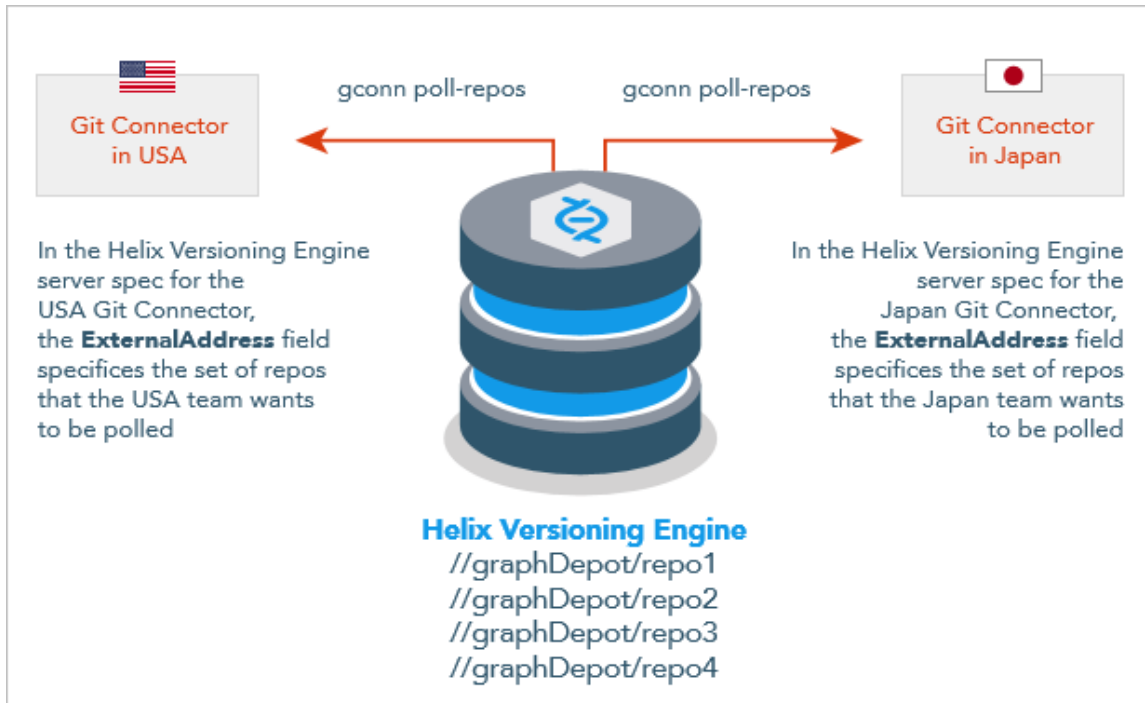 gconn poll-repos
gconn poll-repos
Git Connector
in USA
Git Connector
in Japan
In the Helix Versioning Engine
server spec for the
USA Git Connector,
the ExternalAddress field
specifices the set of repos
that the USA team wants
to be polled
In the Helix Versioning Engine
server spec for the
Japan Git Connector,
the ExternalAddress field
specifices the set of repos
that the Japan team wants
to be polled
Helix Versioning Engine
//graphDepot/repo1
//graphDepot/repo2
//graphDepot/repo3
//graphDepot/repo4